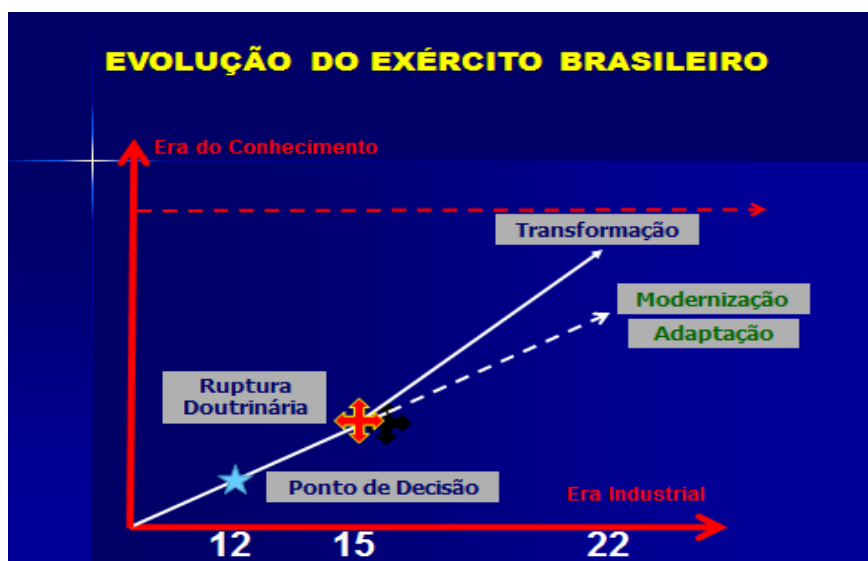 EVOLUÇÃO DO EXÉRCITO BRASILEIRO
Era do Conhecimento
Transformação
Modernização
Adaptação
Ruptura
Doutrinária
Ponto de Decisão
Era Industrial
12 15 22